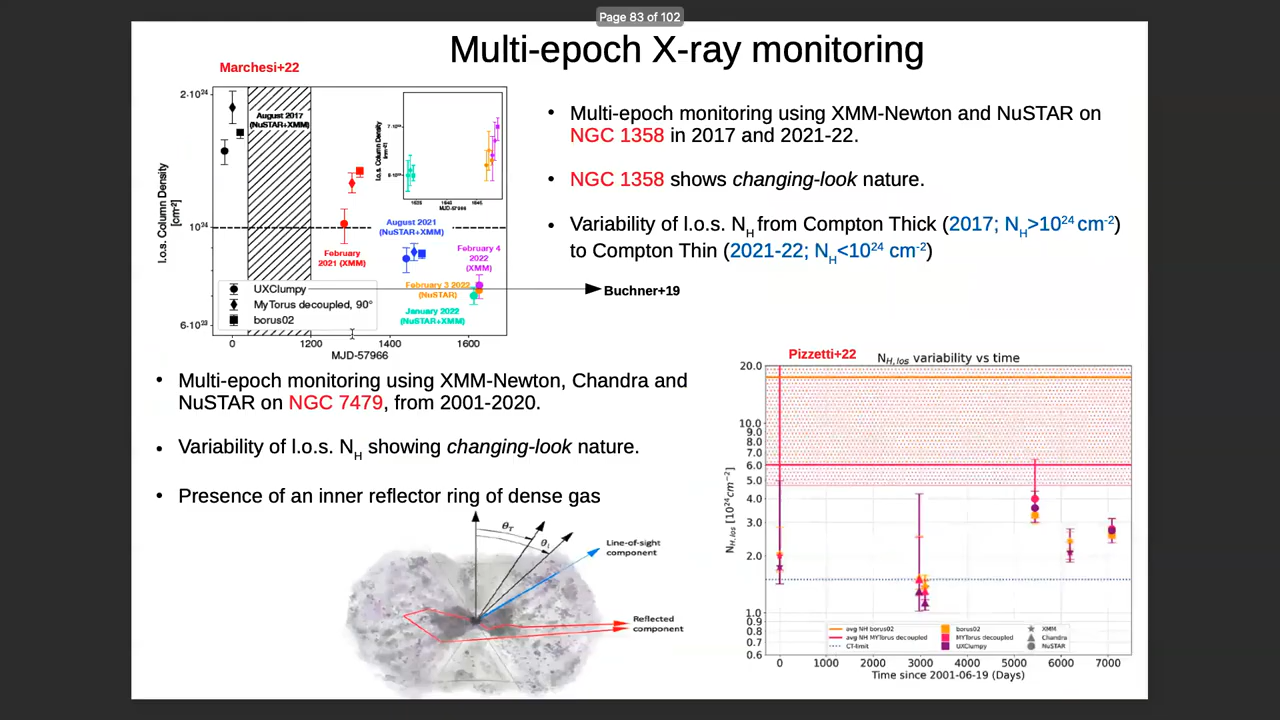 Page 83 of 102
Multi-epoch X-ray monitoring
Marchesi+22
2·10²⁴
10²⁴
6·10²³
L.o.s. Column Density
[cm⁻²]
August 2017
(NuSTAR+XMM)
February
2021 (XMM)
August 2021
(NuSTAR+XMM)
February 4
2022
(XMM)
February 3 2022
(NuSTAR)
January 2022
(NuSTAR+XMM)
UXClumpy
MyTorus decoupled, 90°
borus02
0 1200 1400 1600
MJD-57966
L.o.s. Column Density
MJD-57966
Buchner+19
• Multi-epoch monitoring using XMM-Newton and NuSTAR on
NGC 1358 in 2017 and 2021-22.
• NGC 1358 shows changing-look nature.
• Variability of l.o.s. N_H from Compton Thick (2017; N_H>10²⁴ cm⁻²)
to Compton Thin (2021-22; N_H<10²⁴ cm⁻²)
• Multi-epoch monitoring using XMM-Newton, Chandra and
NuSTAR on NGC 7479, from 2001-2020.
• Variability of l.o.s. N_H showing changing-look nature.
• Presence of an inner reflector ring of dense gas
θ_T
θ_i
Line-of-sight
component
Reflected
component
Pizzetti+22
N_H,los variability vs time
20.0
10.0
9.0
8.0
7.0
6.0
5.0
4.0
3.0
2.0
1.0
0.9
0.8
0.7
0.6
N_H,los [10²⁴cm⁻²]
avg NH borus02
avg NH MYTorus decoupled
CT-limit
borus02
MYTorus decoupled
UXClumpy
XMM
Chandra
NuSTAR
0 1000 2000 3000 4000 5000 6000 7000
Time since 2001-06-19 (Days)